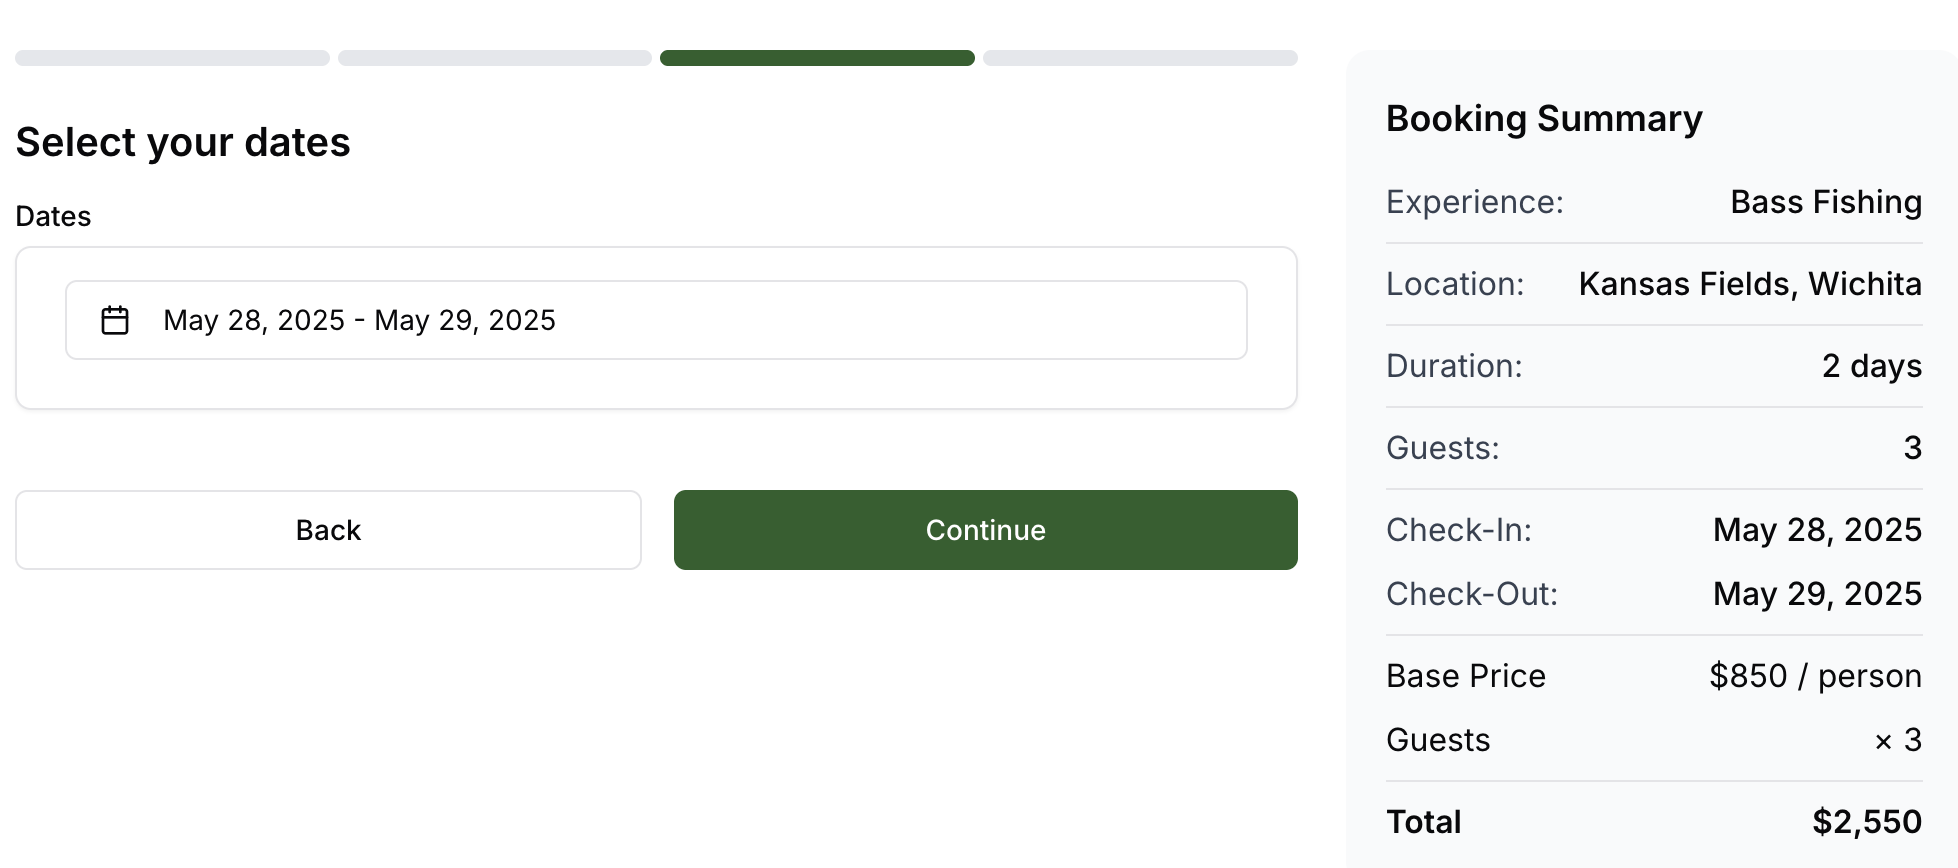 Select your dates
Dates
May 28, 2025 - May 29, 2025
Back
Continue
Booking Summary
Experience: Bass Fishing
Location: Kansas Fields, Wichita
Duration: 2 days
Guests: 3
Check-In: May 28, 2025
Check-Out: May 29, 2025
Base Price $850 / person
Guests × 3
Total $2,550